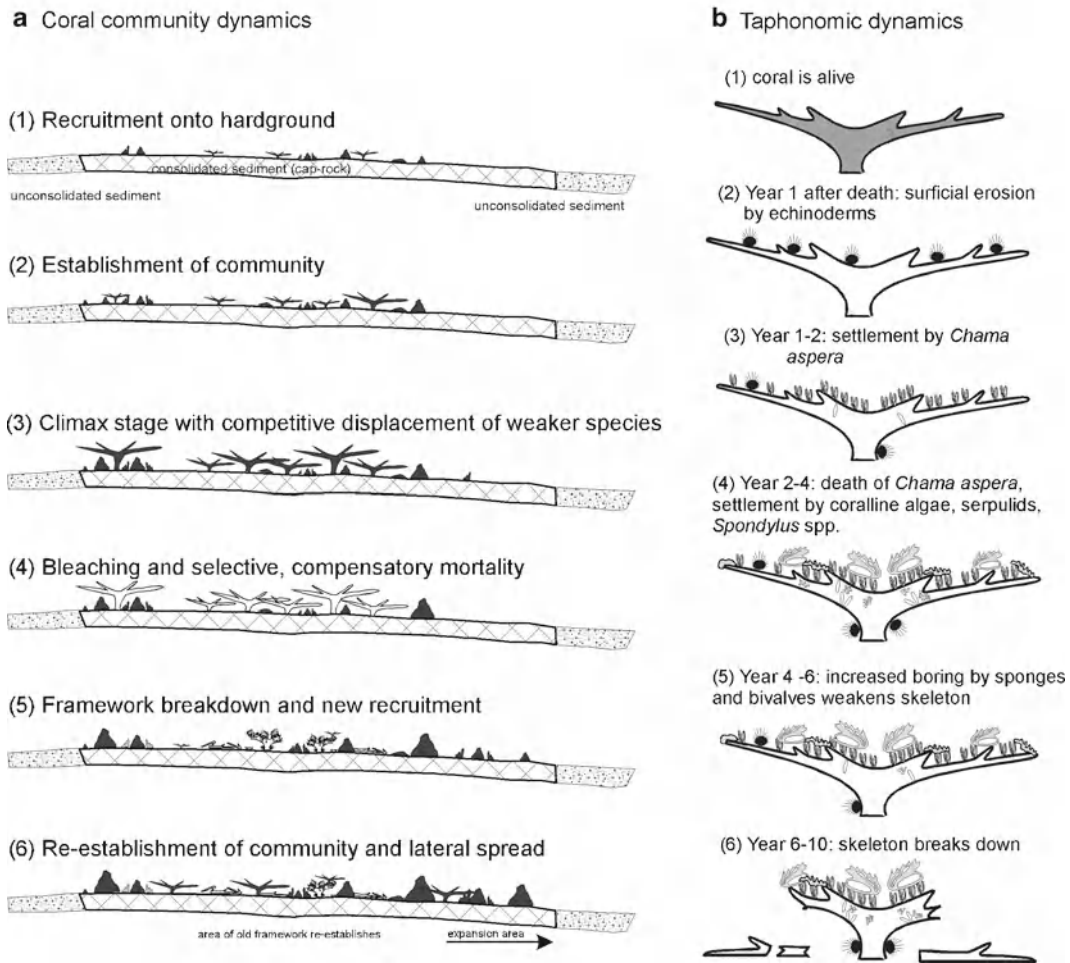 a Coral community dynamics
(1) Recruitment onto hardground
consolidated sediment (cap-rock)
unconsolidated sediment
unconsolidated sediment
(2) Establishment of community
(3) Climax stage with competitive displacement of weaker species
(4) Bleaching and selective, compensatory mortality
(5) Framework breakdown and new recruitment
(6) Re-establishment of community and lateral spread
area of old framework re-establishes
expansion area
b Taphonomic dynamics
(1) coral is alive
(2) Year 1 after death: surficial erosion
by echinoderms
(3) Year 1-2: settlement by Chama
aspera
(4) Year 2-4: death of Chama aspera,
settlement by coralline algae, serpulids,
Spondylus spp.
(5) Year 4 -6: increased boring by sponges
and bivalves weakens skeleton
(6) Year 6-10: skeleton breaks down